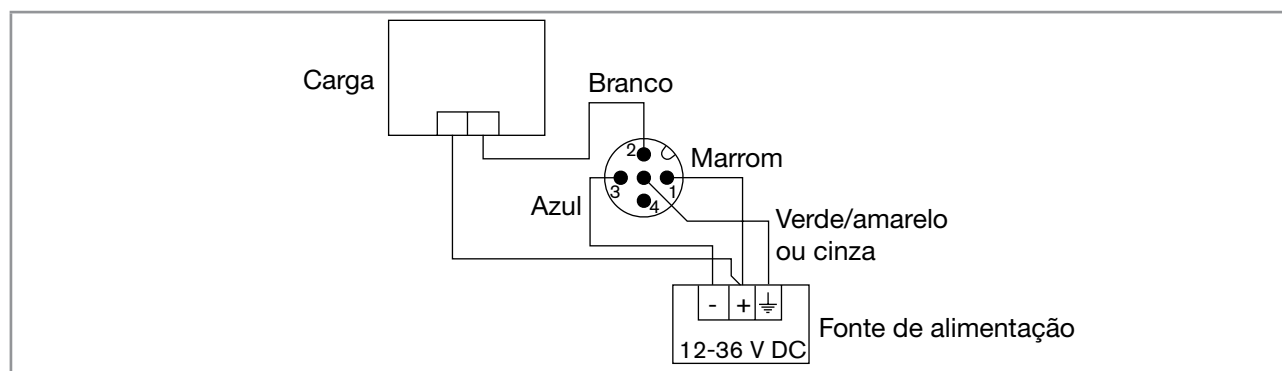 Carga
Branco
2
Marrom
3
1
Azul
4
Verde/amarelo
ou cinza
- +
Fonte de alimentação
12-36 V DC